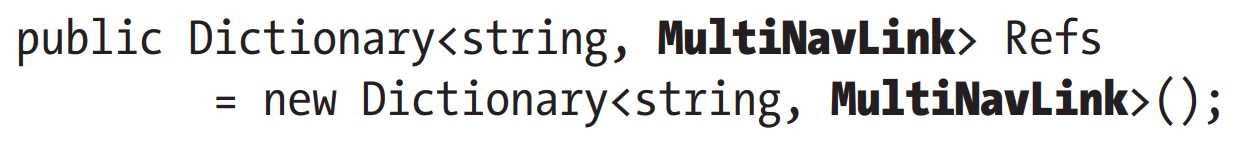 public Dictionary<string, MultiNavLink> Refs
= new Dictionary<string, MultiNavLink>();